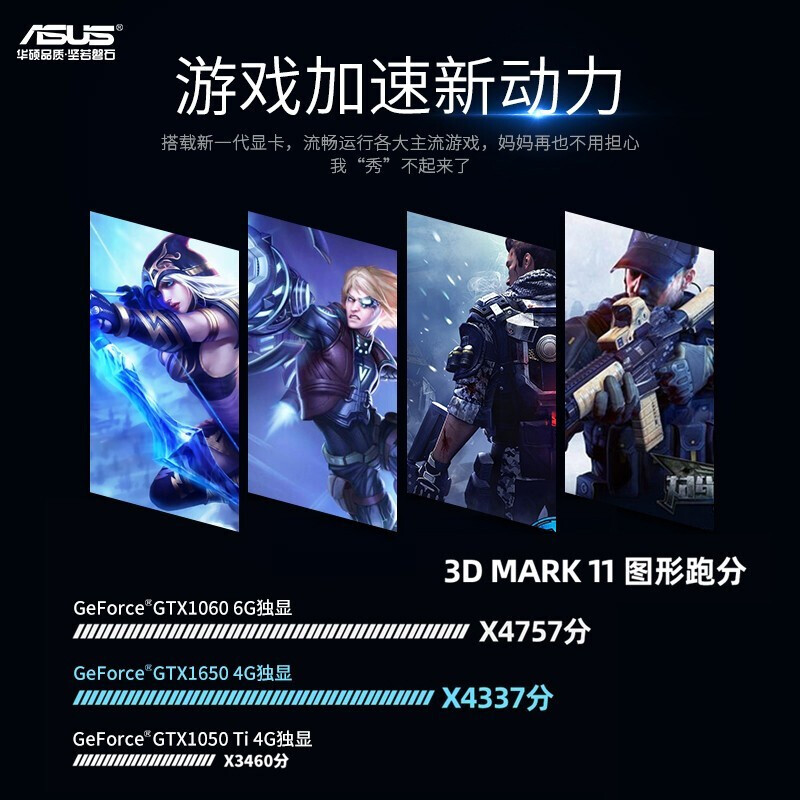 ASUS®
华硕品质·坚若磐石
游戏加速新动力
搭载新一代显卡，流畅运行各大主流游戏，妈妈再也不用担心
我“秀”不起来了
3D MARK 11 图形跑分
GeForce®GTX1060 6G独显
X4757分
GeForce®GTX1650 4G独显
X4337分
GeForce®GTX1050 Ti 4G独显
X3460分